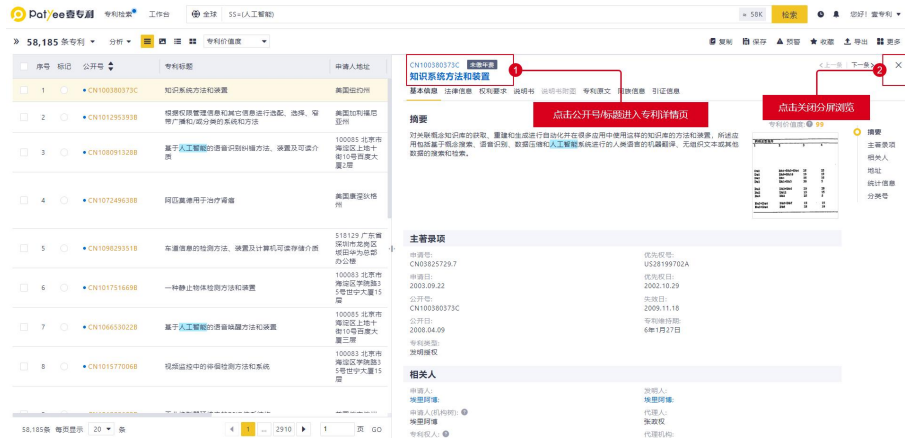 Patyee壹专利 专利检索 工作台 全球 SS=(人工智能) ≈ 58K 检索 您好! 壹专利
58,185 条专利 分析 专利价值度 复制 保存 预警 收藏 导出 更多
序号 标记 公开号 专利标题 申请人地址
1 CN100380373C 知识系统方法和装置 美国纽约州
2 CN101295393B 根据权限管理信息和其它信息进行选配、选择、窄
带广播和/或分类的系统和方法 美国加利福尼
亚州
3 CN108009132B 基于人工智能的语音识别纠错方法、装置及可读介
质 100085 北京市
海淀区上地十
街10号百度大
厦2层
4 CN107249638B 阿匹莫德用于治疗肾癌 美国康涅狄格
州
5 CN109829351B 车道信息的检测方法、装置及计算机可读存储介质 518129 广东省
深圳市龙岗区
坂田华为总部
办公楼
6 CN101751669B 一种静止物体检测方法和装置 100083 北京市
海淀区学院路3
5号世宁大厦15
层
7 CN106653022B 基于人工智能的语音唤醒方法和装置 100085 北京市
海淀区上地十
街10号百度大
厦三层
8 CN101577006B 视频监控中的徘徊检测方法和系统 100083 北京市
海淀区学院路3
5号世宁大厦15
层
58,185条 每页显示 20 条 1 ... 2910 1 页 GO
CN100380373C 未缴年费 1
知识系统方法和装置
<上一条 下一条> 2
基本信息 法律信息 权利要求 说明书 说明书附图 专利原文 同族信息 引证信息
点击公开号/标题进入专利详情页
点击关闭分屏浏览
摘要
专利价值度: 99
对关联概念知识库的获取、重建和生成进行自动化并在很多应用中使用这样的知识库的方法和装置，所述应
用包括基于概念搜索、语音识别、数据压缩和人工智能系统进行的人类语言的机器翻译、无组织文本或其他
数据的搜索和检索。
摘要
主著录项
相关人
地址
统计信息
分类号
主著录项
申请号: 优先权号:
CN03825729.7 US28199702A
申请日: 优先权日:
2003.09.22 2002.10.29
公开号: 失效日:
CN100380373C 2009.11.18
公开日: 专利维持期:
2008.04.09 6年1月27日
专利类型:
发明授权
相关人
申请人: 发明人:
埃里阿博; 埃里阿博;
申请人(机构树): 代理人:
埃里阿博 张政权
专利权人: 代理机构: